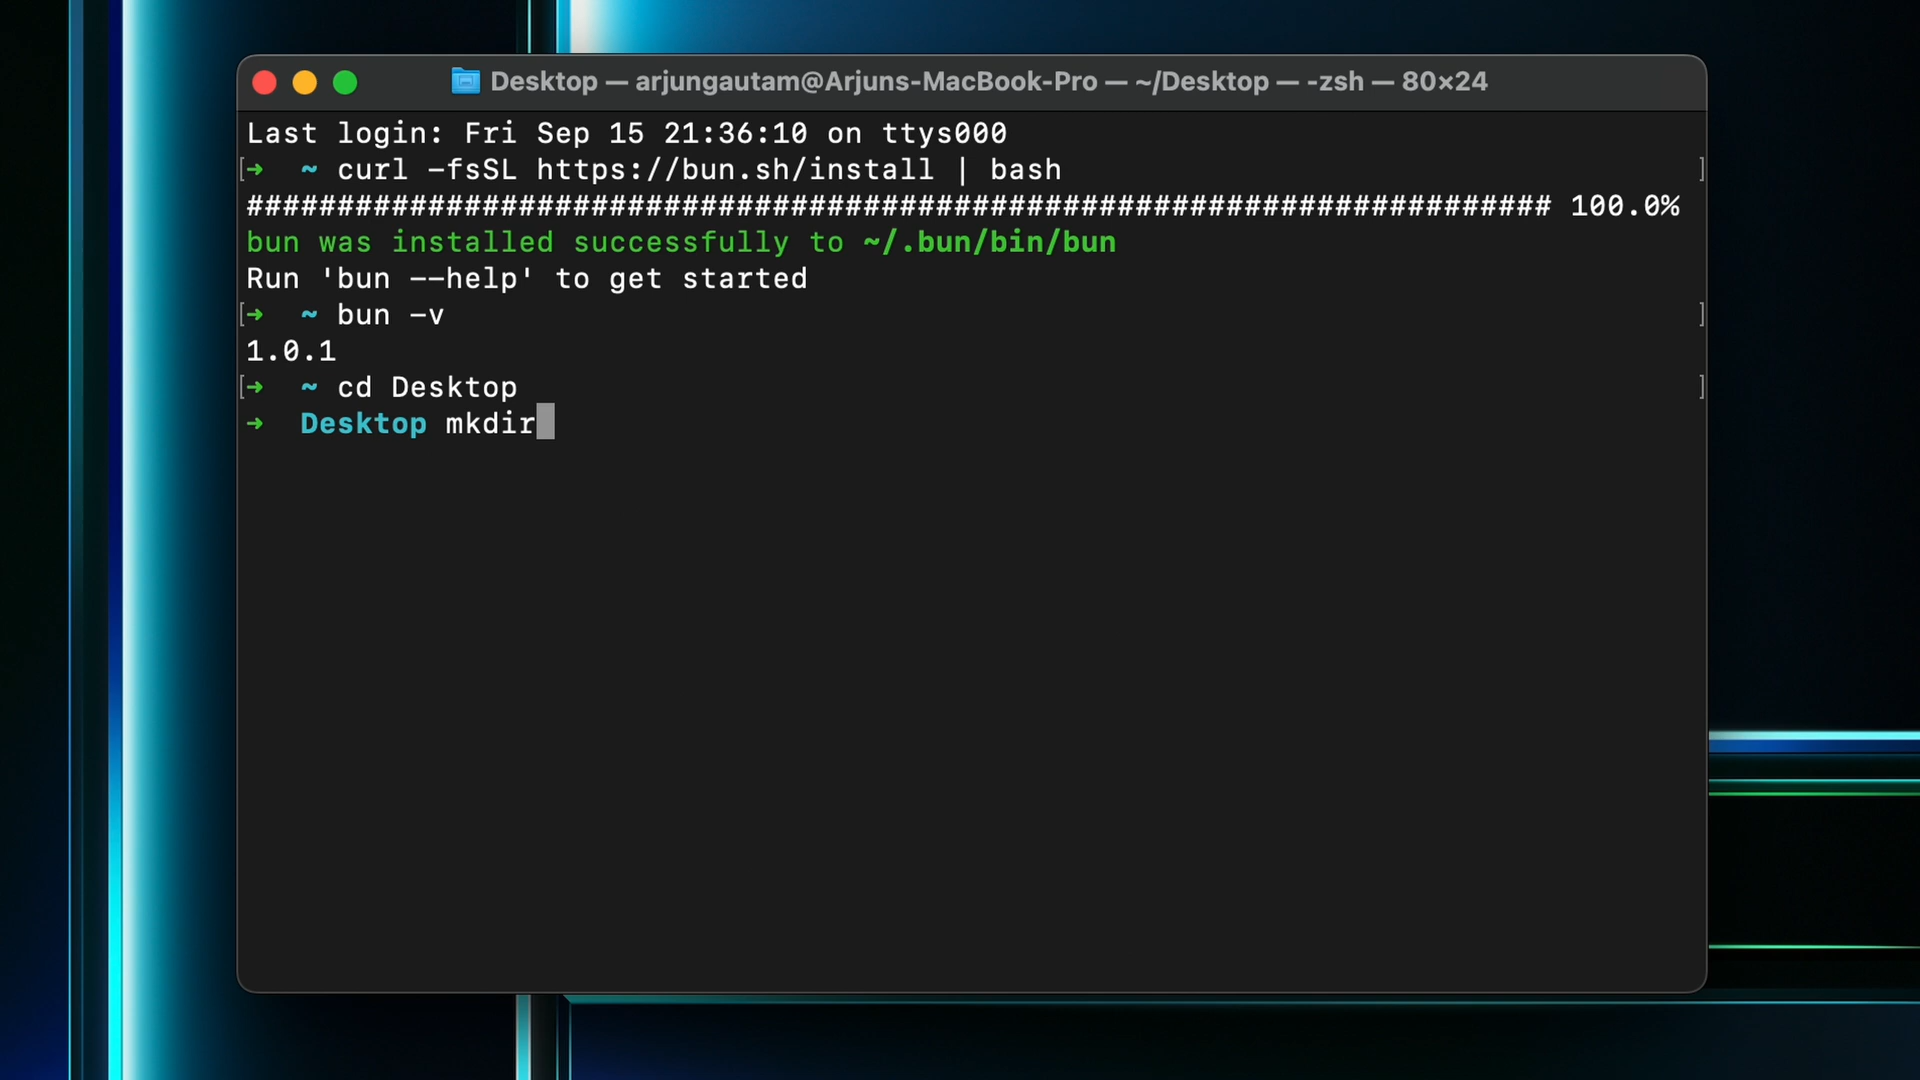 Desktop — arjungautam@Arjuns-MacBook-Pro — ~/Desktop — -zsh — 80×24
Last login: Fri Sep 15 21:36:10 on ttys000
[➜  ~ curl -fsSL https://bun.sh/install | bash ]
######################################################################## 100.0%
bun was installed successfully to ~/.bun/bin/bun
Run 'bun --help' to get started
[➜  ~ bun -v ]
1.0.1
[➜  ~ cd Desktop ]
➜  Desktop mkdir